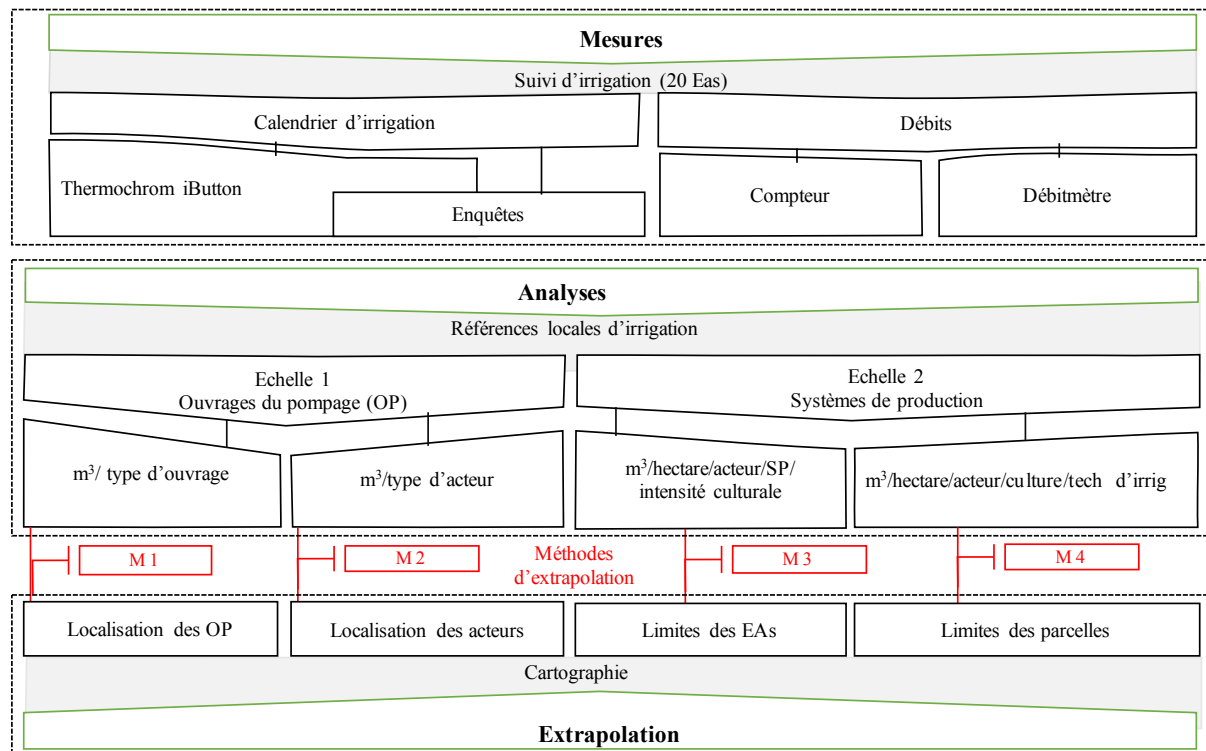 Mesures
Suivi d'irrigation (20 Eas)
Calendrier d'irrigation
Débits
Thermochrom iButton
Enquêtes
Compteur
Débitmètre
Analyses
Références locales d'irrigation
Echelle 1
Ouvrages du pompage (OP)
Echelle 2
Systèmes de production
m³/ type d'ouvrage
m³/type d'acteur
m³/hectare/acteur/SP/
intensité culturale
m³/hectare/acteur/culture/tech d'irrig
M 1
M 2
Méthodes
d'extrapolation
M 3
M 4
Localisation des OP
Localisation des acteurs
Limites des EAs
Limites des parcelles
Cartographie
Extrapolation